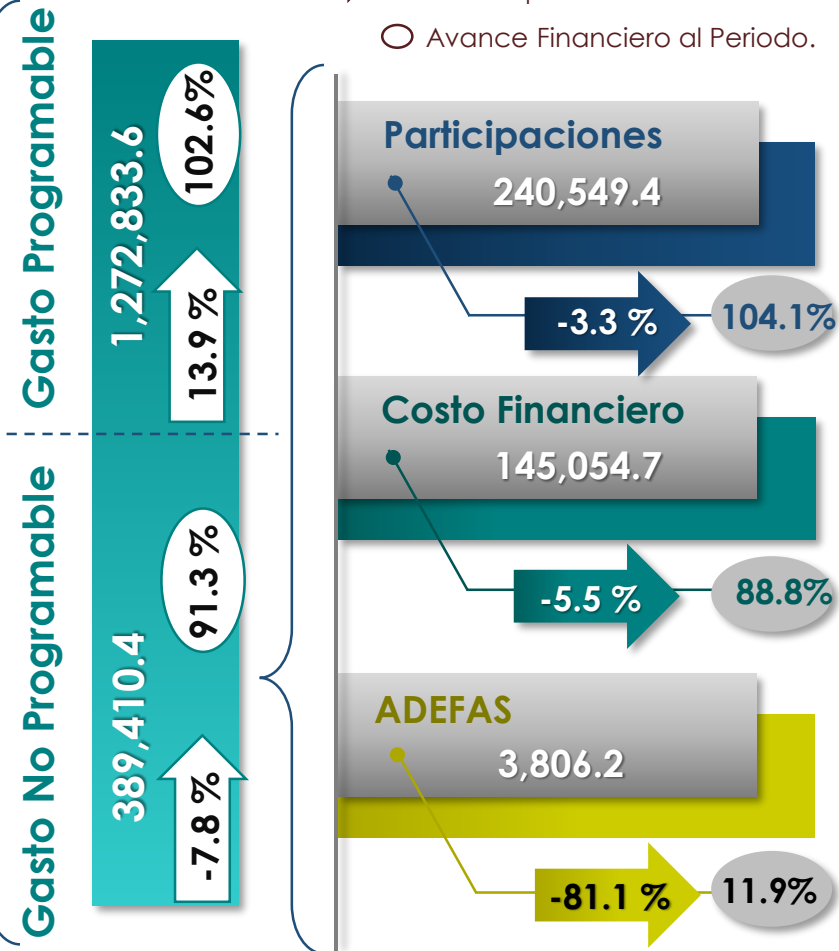 Avance Financiero al Periodo.
Gasto Programable
1,272,833.6
102.6%
13.9 %
Gasto No Programable
389,410.4
91.3 %
-7.8 %
Participaciones
240,549.4
-3.3 %
104.1%
Costo Financiero
145,054.7
-5.5 %
88.8%
ADEFAS
3,806.2
-81.1 %
11.9%